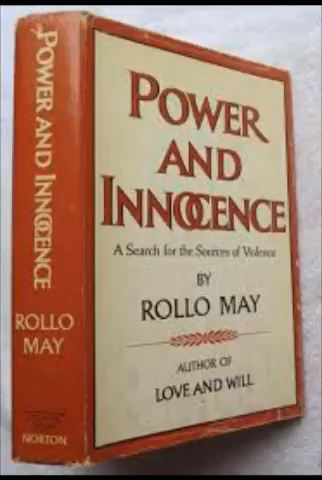 POWER AND INNOCENCE
ROLLO
MAY
NORTON
POWER
AND
INNOCENCE
A Search for the Sources of Violence
BY
ROLLO MAY
AUTHOR OF
LOVE AND WILL